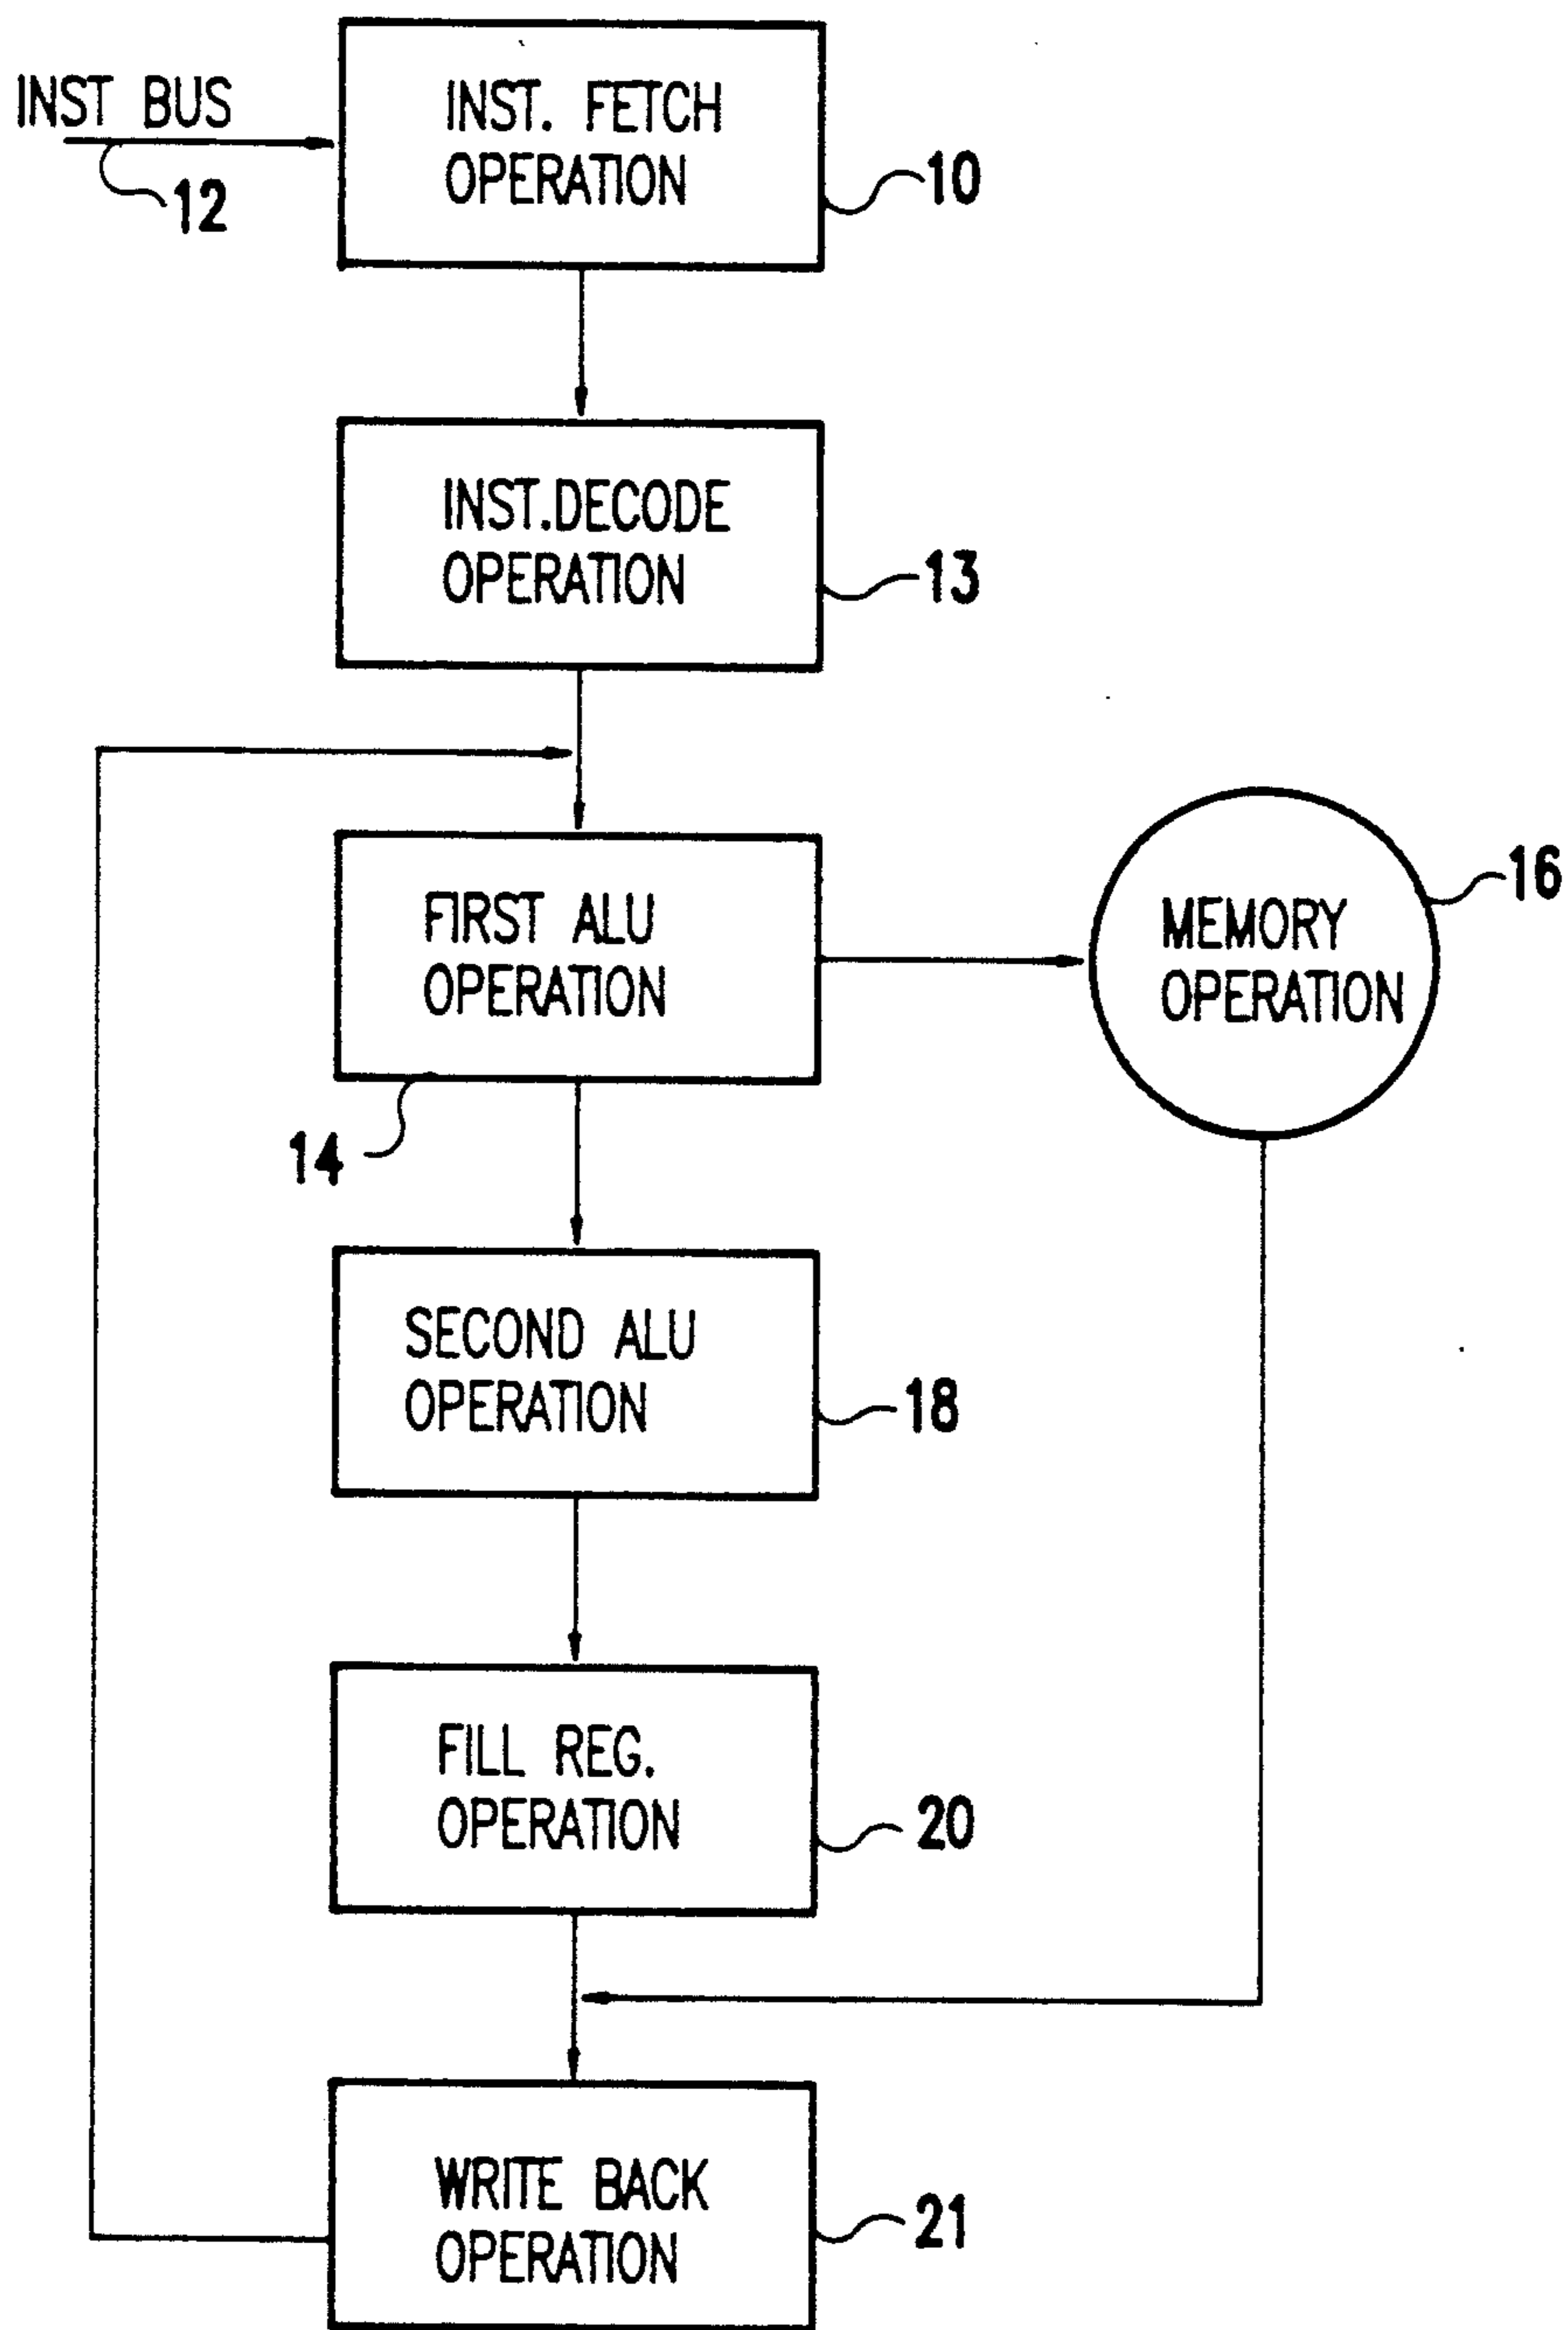 INST BUS
12
INST. FETCH
OPERATION
10
INST.DECODE
OPERATION
13
FIRST ALU
OPERATION
14
MEMORY
OPERATION
16
SECOND ALU
OPERATION
18
FILL REG.
OPERATION
20
WRITE BACK
OPERATION
21